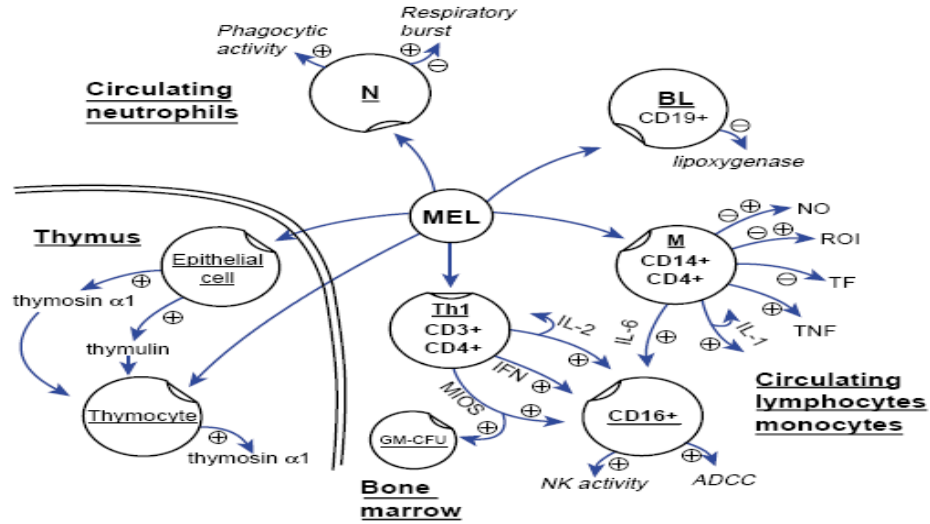 Respiratory
burst
Phagocytic
activity
⊕
⊕
⊖
Circulating
neutrophils
N
BL
CD19+
⊖
lipoxygenase
MEL
Thymus
Epithelial
cell
⊕
thymosin α1
⊕
thymulin
Thymocyte
⊕
thymosin α1
M
CD14+
CD4+
⊖ ⊕
NO
⊖ ⊕
ROI
⊖
TF
⊕
TNF
Th1
CD3+
CD4+
IL-2
⊕
IL-6
⊕
IL-1
⊕
IFN
⊕
MIOS
⊕
⊕
GM-CFU
CD16+
Circulating
lymphocytes
monocytes
⊕
NK activity
⊕
ADCC
Bone
marrow